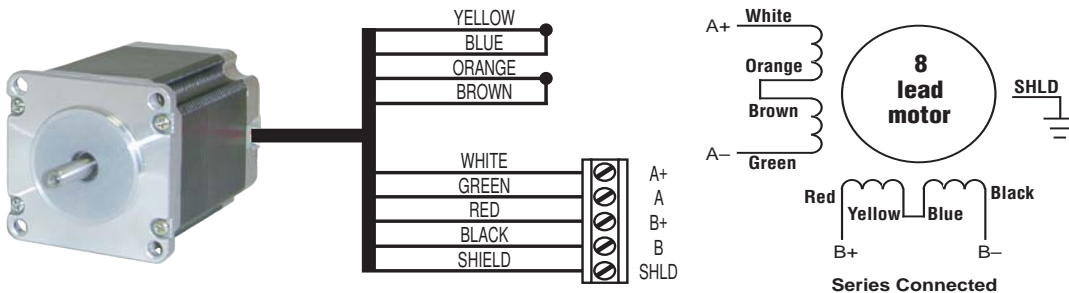 YELLOW
BLUE
ORANGE
BROWN
WHITE
GREEN
RED
BLACK
SHIELD
A+
A
B+
B
SHLD
A+
White
Orange
Brown
A–
Green
8
lead
motor
SHLD
Red
Yellow
Blue
Black
B+
B–
Series Connected